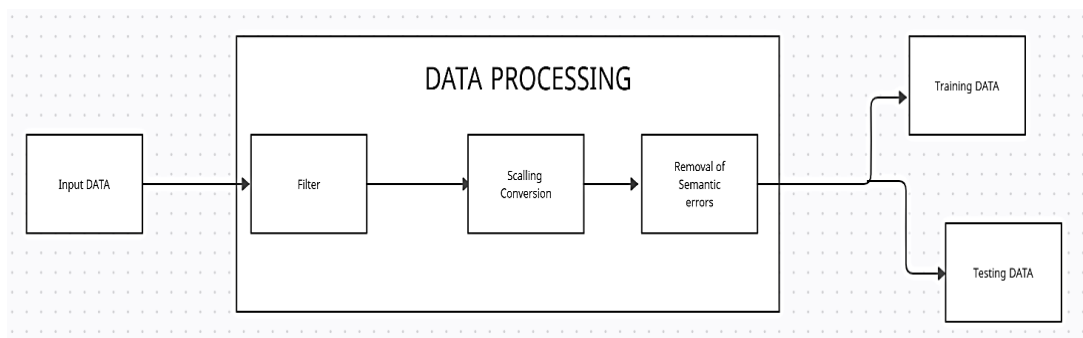 DATA PROCESSING
Input DATA
Filter
Scalling
Conversion
Removal of
Semantic
errors
Training DATA
Testing DATA